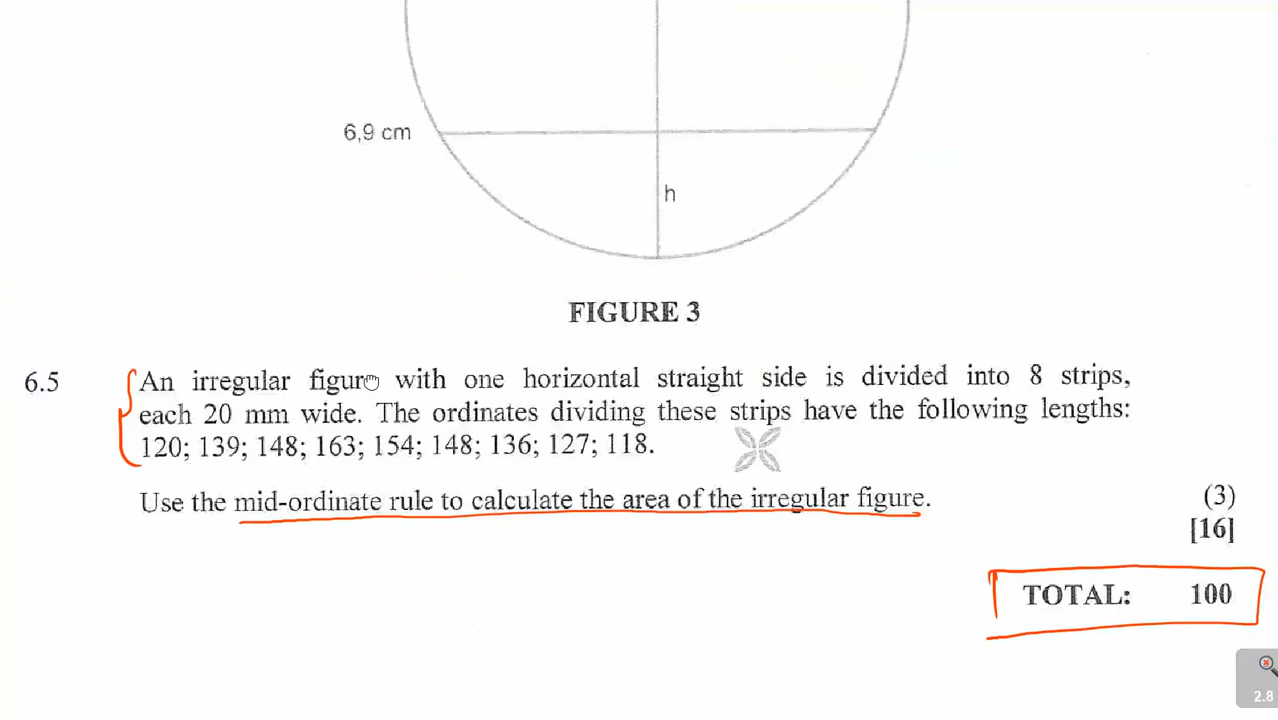 6,9 cm
h
FIGURE 3
6.5 An irregular figure with one horizontal straight side is divided into 8 strips,
each 20 mm wide. The ordinates dividing these strips have the following lengths:
120; 139; 148; 163; 154; 148; 136; 127; 118.
Use the mid-ordinate rule to calculate the area of the irregular figure. (3)
[16]
TOTAL: 100
2.8